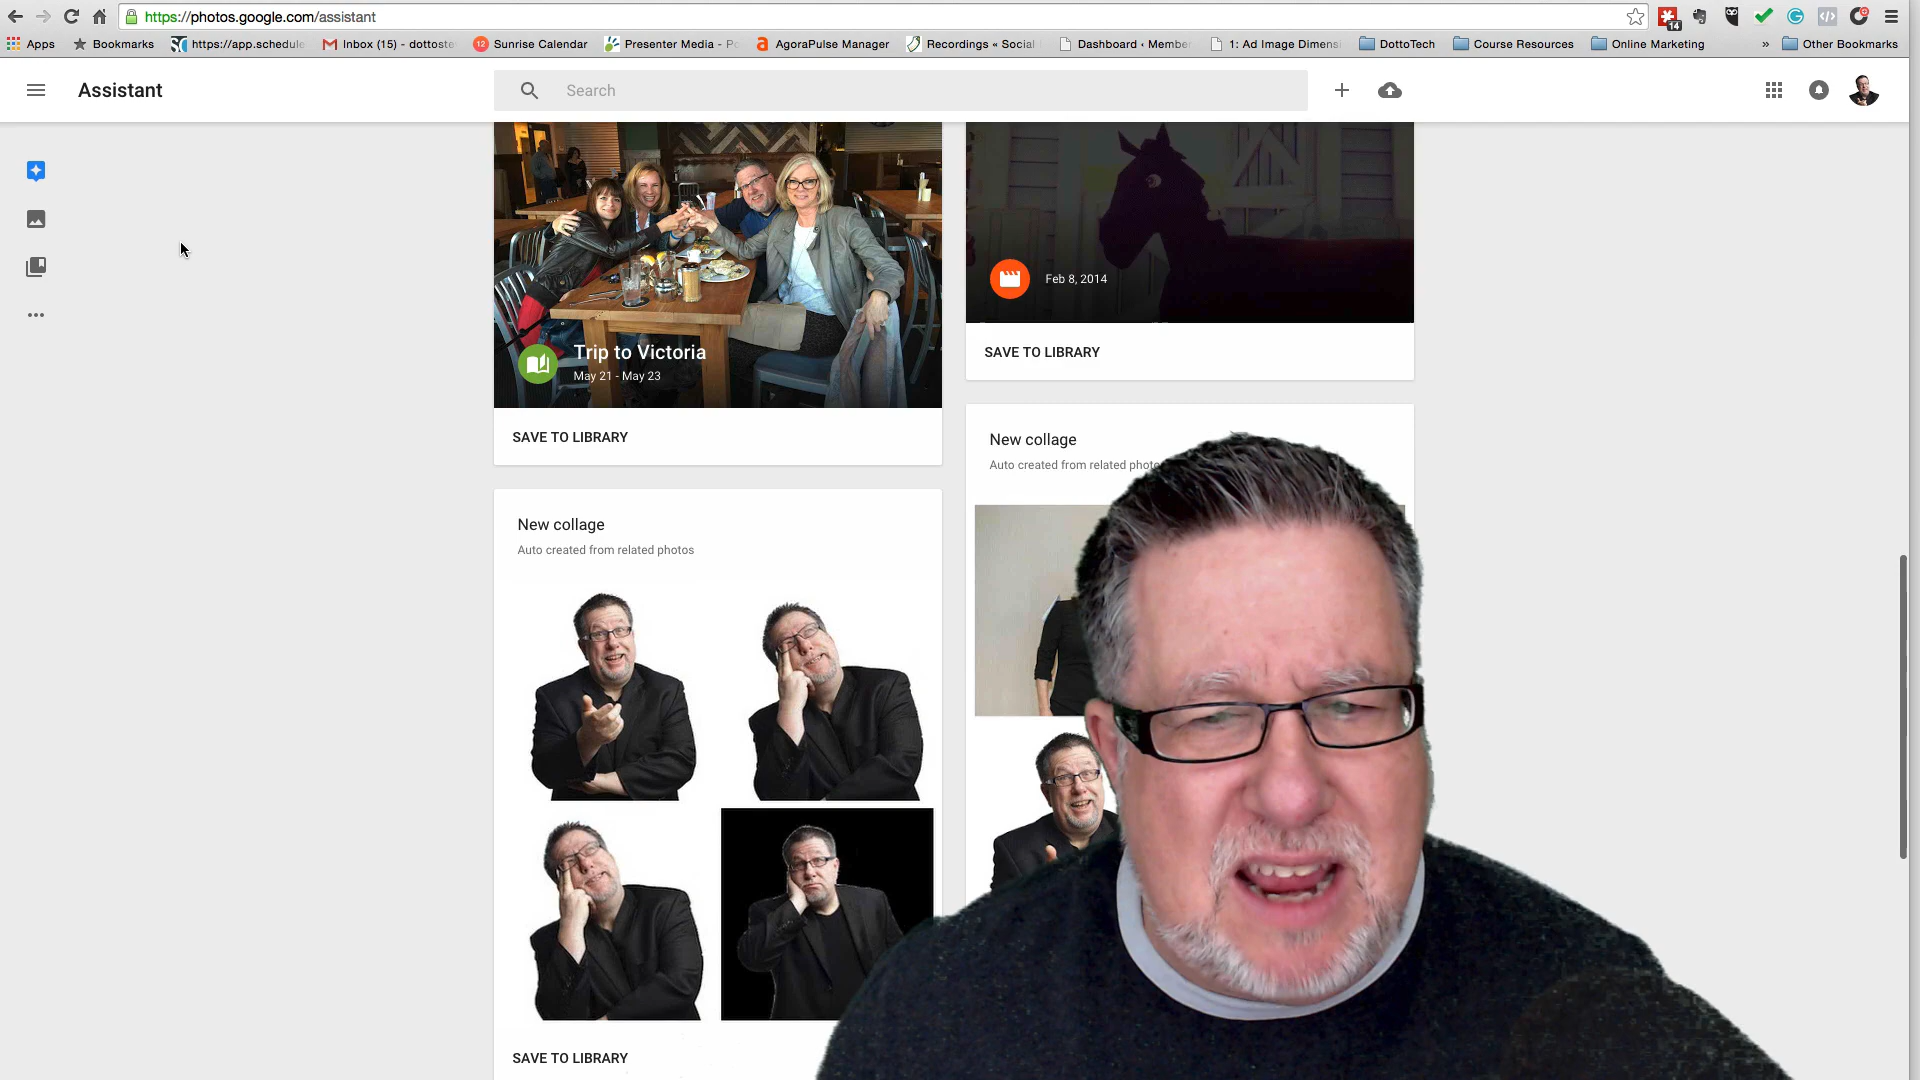 https://photos.google.com/assistant
14
Apps
Bookmarks
https://app.schedule
Inbox (15) - dottoste
12
Sunrise Calendar
Presenter Media - Po
AgoraPulse Manager
Recordings « Social
Dashboard ‹ Membe
1: Ad Image Dimensi
DottoTech
Course Resources
Online Marketing
»
Other Bookmarks
Assistant
Search
Feb 8, 2014
SAVE TO LIBRARY
Trip to Victoria
May 21 - May 23
SAVE TO LIBRARY
New collage
Auto created from related photo
New collage
Auto created from related photos
SAVE TO LIBRARY